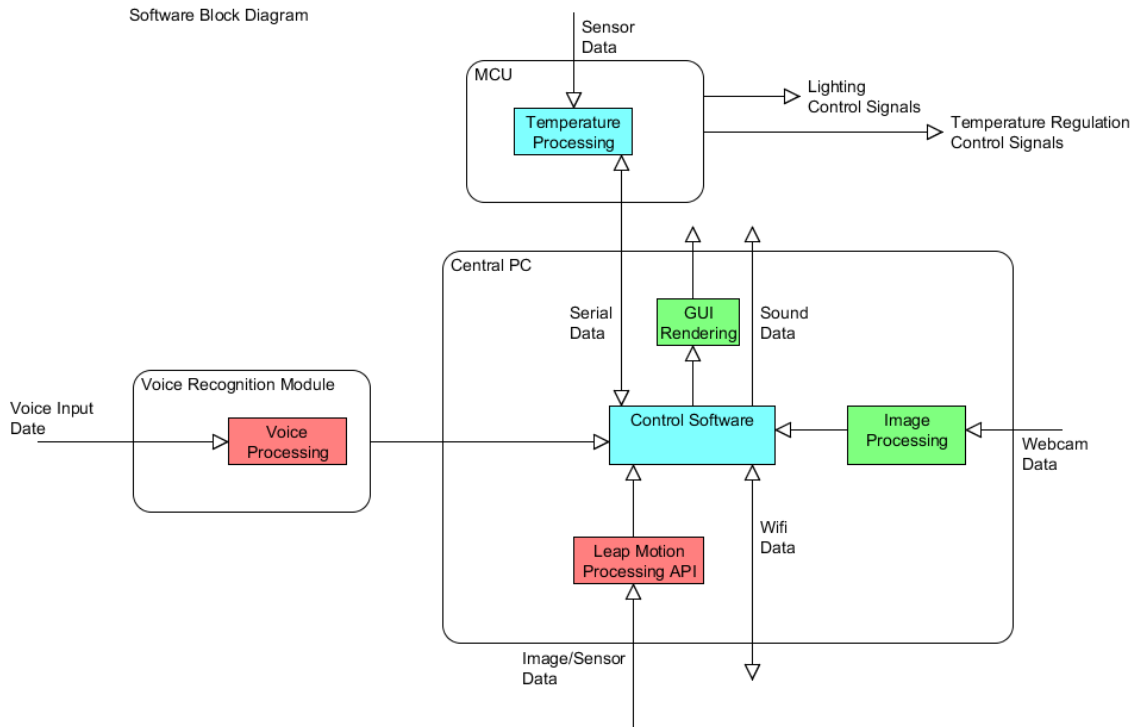 Software Block Diagram
Sensor
Data
MCU
Lighting
Control Signals
Temperature
Processing
Temperature Regulation
Control Signals
Central PC
Serial
Data
GUI
Rendering
Sound
Data
Voice Recognition Module
Voice Input
Date
Voice
Processing
Control Software
Image
Processing
Webcam
Data
Wifi
Data
Leap Motion
Processing API
Image/Sensor
Data